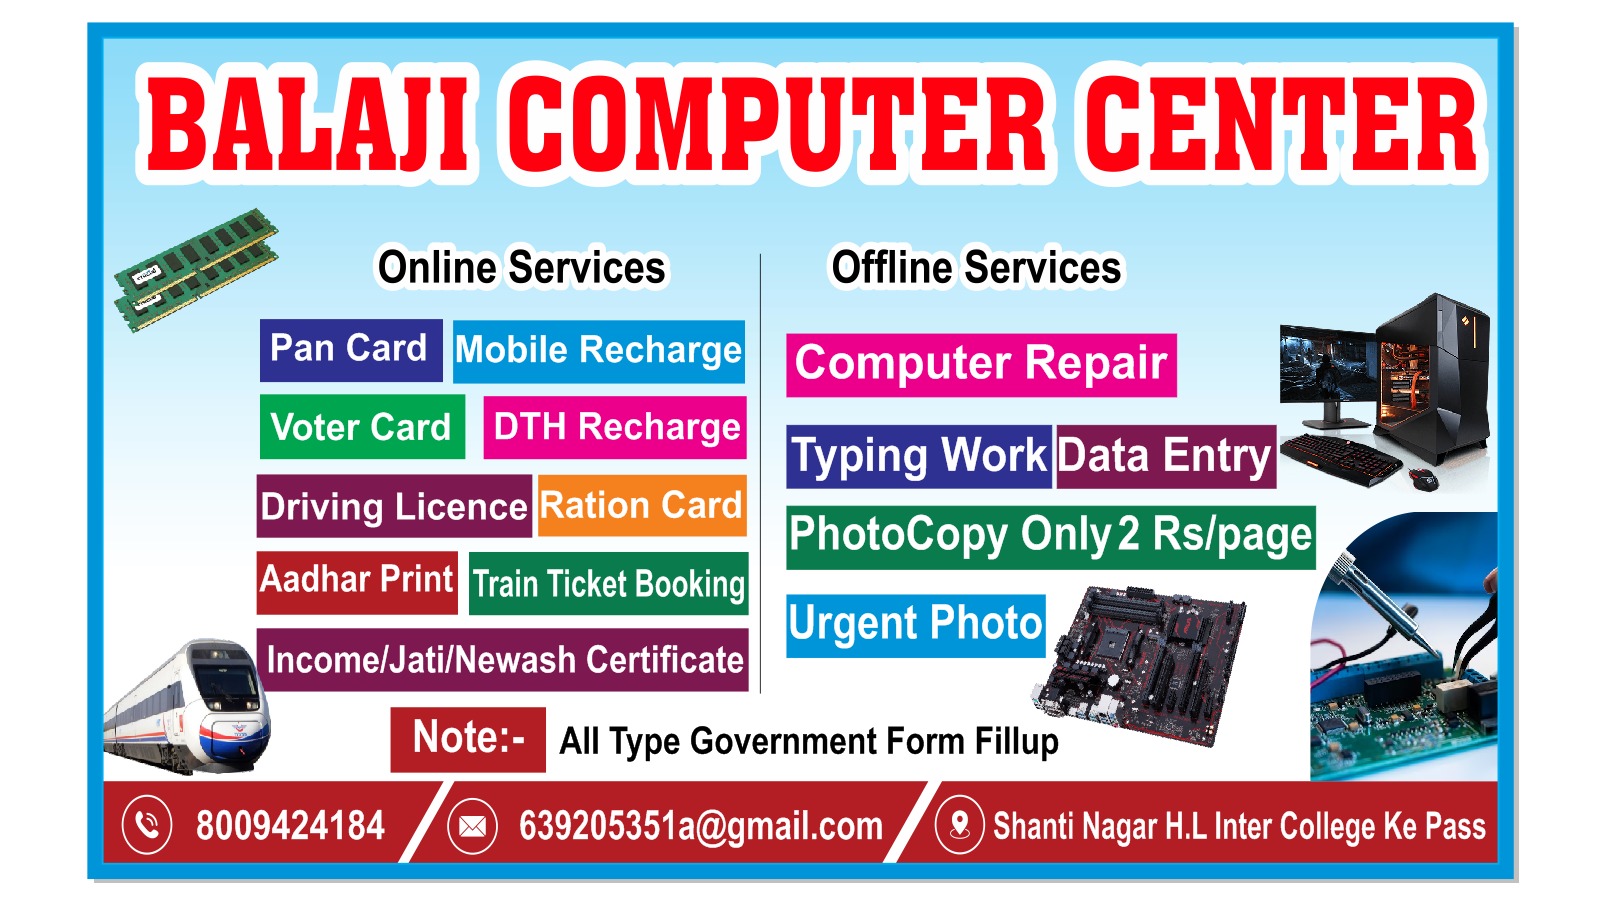 BALAJI COMPUTER CENTER
Online Services
Pan Card
Mobile Recharge
Voter Card
DTH Recharge
Driving Licence
Ration Card
Aadhar Print
Train Ticket Booking
Income/Jati/Newash Certificate
Offline Services
Computer Repair
Typing Work
Data Entry
PhotoCopy Only 2 Rs/page
Urgent Photo
Note:- All Type Government Form Fillup
8009424184
639205351a@gmail.com
Shanti Nagar H.L Inter College Ke Pass